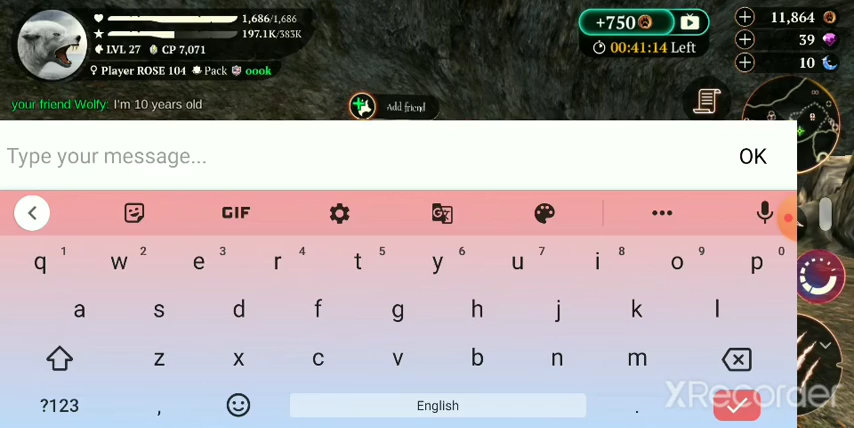 1,686/1,686
+750
11,864
197.1K/383K
LVL 27 CP 7,071
00:41:14 Left
39
Player ROSE 104 Pack oook
10
your friend Wolfy: I'm 10 years old
Add friend
Type your message...
OK
GIF
q 1 w 2 e 3 r 4 t 5 y 6 u 7 i 8 o 9 p 0
a s d f g h j k l
z x c v b n m
?123 , English .
XRecorder